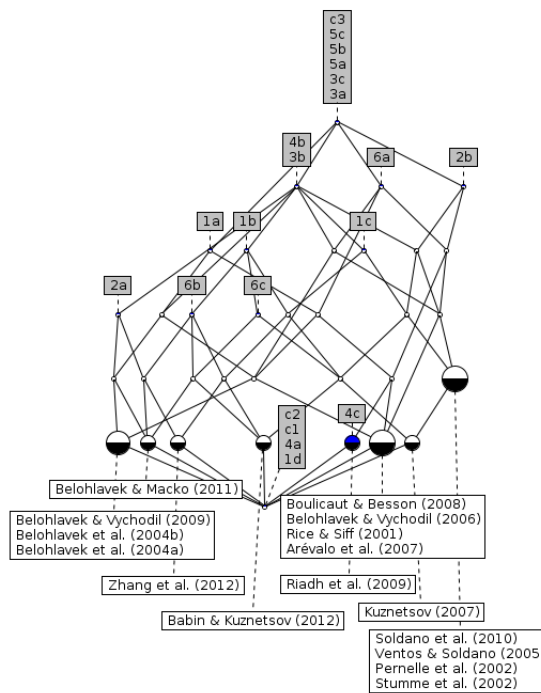 c3
5c
5b
5a
3c
3a
4b
3b
6a
2b
1a
1b
1c
2a
6b
6c
c2
c1
4a
1d
4c
Belohlavek & Macko (2011)
Boulicaut & Besson (2008)
Belohlavek & Vychodil (2006)
Rice & Siff (2001)
Arévalo et al. (2007)
Belohlavek & Vychodil (2009)
Belohlavek et al. (2004b)
Belohlavek et al. (2004a)
Zhang et al. (2012)
Riadh et al. (2009)
Babin & Kuznetsov (2012)
Kuznetsov (2007)
Soldano et al. (2010)
Ventos & Soldano (2005
Pernelle et al. (2002)
Stumme et al. (2002)